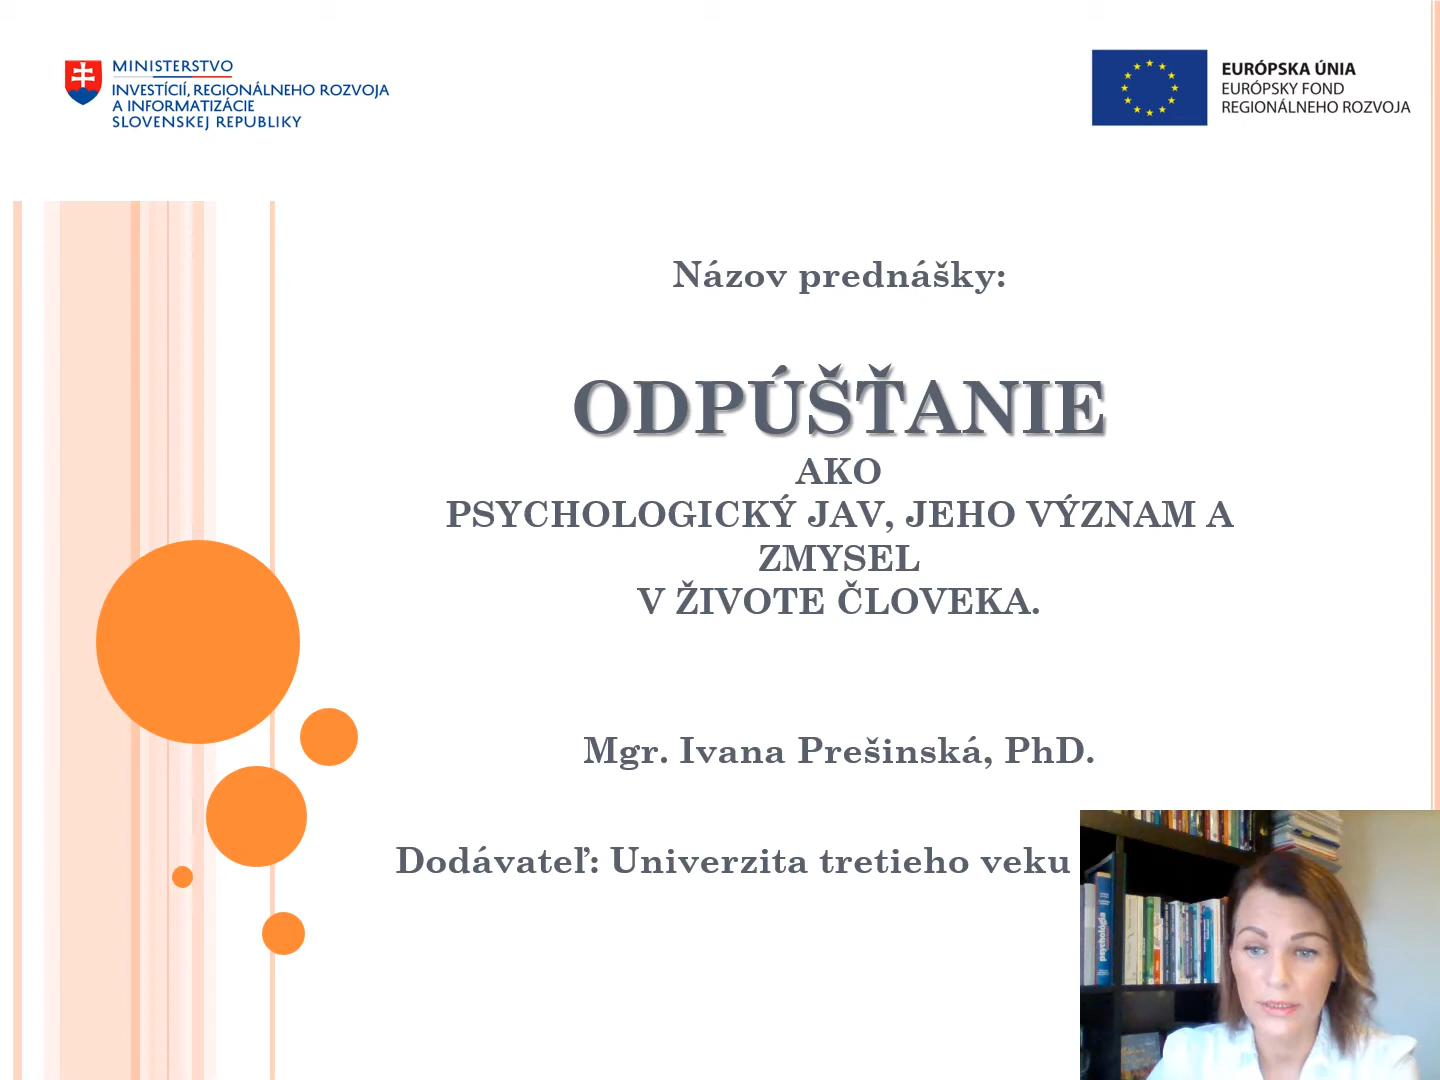 MINISTERSTVO
INVESTÍCIÍ, REGIONÁLNEHO ROZVOJA
A INFORMATIZÁCIE
SLOVENSKEJ REPUBLIKY
EURÓPSKA ÚNIA
EURÓPSKY FOND
REGIONÁLNEHO ROZVOJA
Názov prednášky:
ODPÚŠŤANIE
AKO
PSYCHOLOGICKÝ JAV, JEHO VÝZNAM A
ZMYSEL
V ŽIVOTE ČLOVEKA.
Mgr. Ivana Prešinská, PhD.
Dodávateľ: Univerzita tretieho veku
psychológia